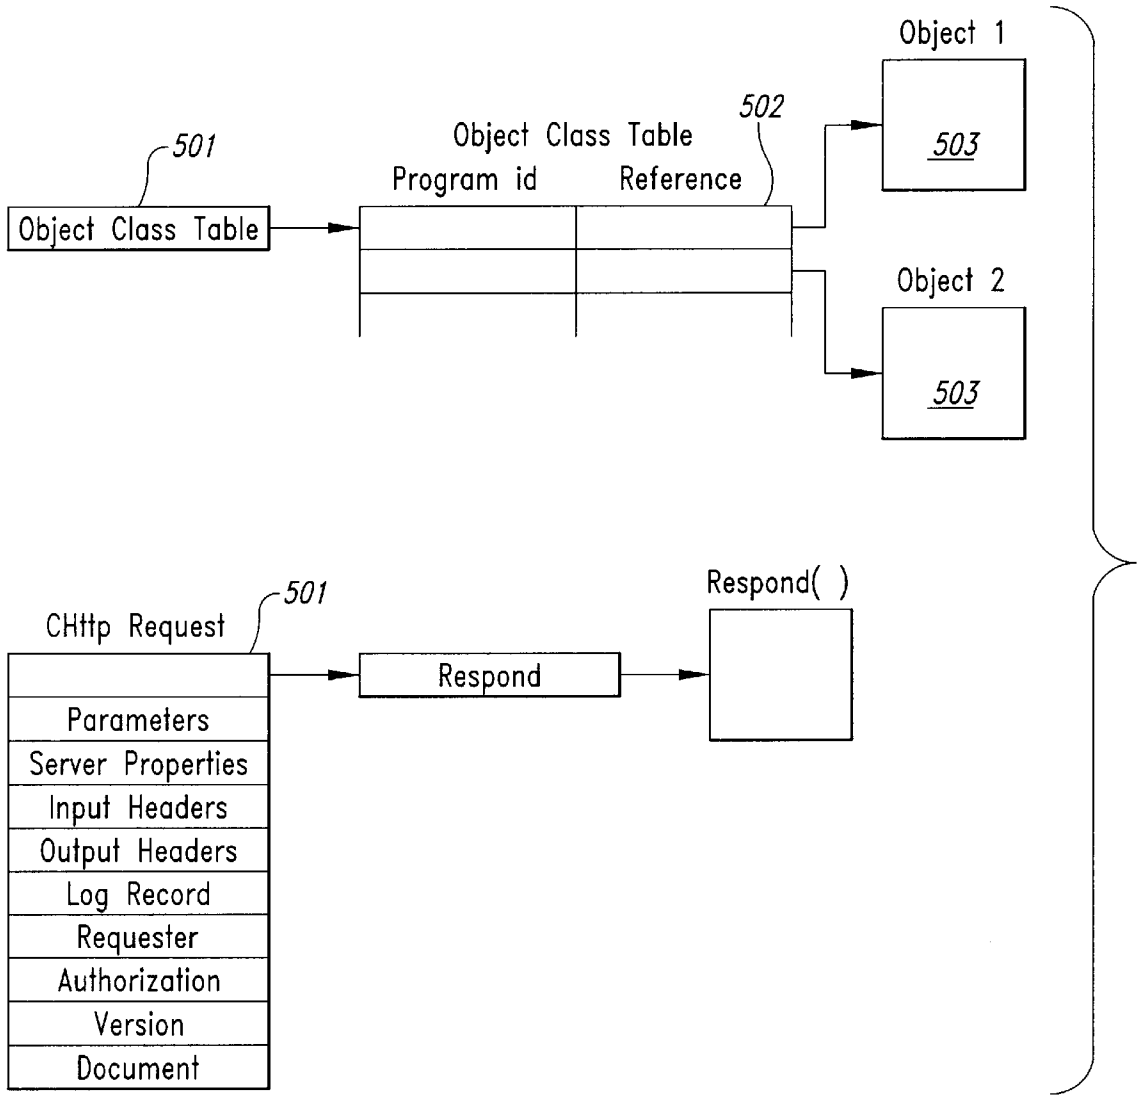 Object 1
503
501
502
Object Class Table
Program id Reference
Object Class Table
Object 2
503
Respond( )
501
CHttp Request
Respond
Parameters
Server Properties
Input Headers
Output Headers
Log Record
Requester
Authorization
Version
Document